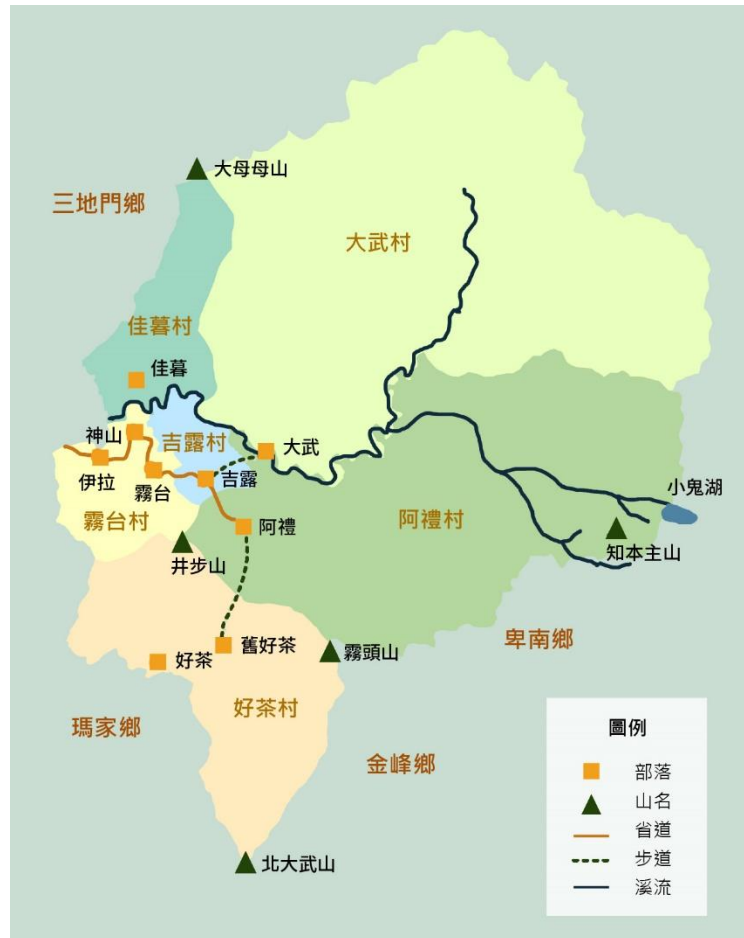 大母母山
三地門鄉
大武村
佳暮村
佳暮
神山
吉露村
大武
伊拉
霧台
吉露
小鬼湖
霧台村
阿禮
阿禮村
知本主山
井步山
卑南鄉
舊好茶
霧頭山
好茶
好茶村
瑪家鄉
金峰鄉
北大武山
圖例
部落
山名
省道
步道
溪流